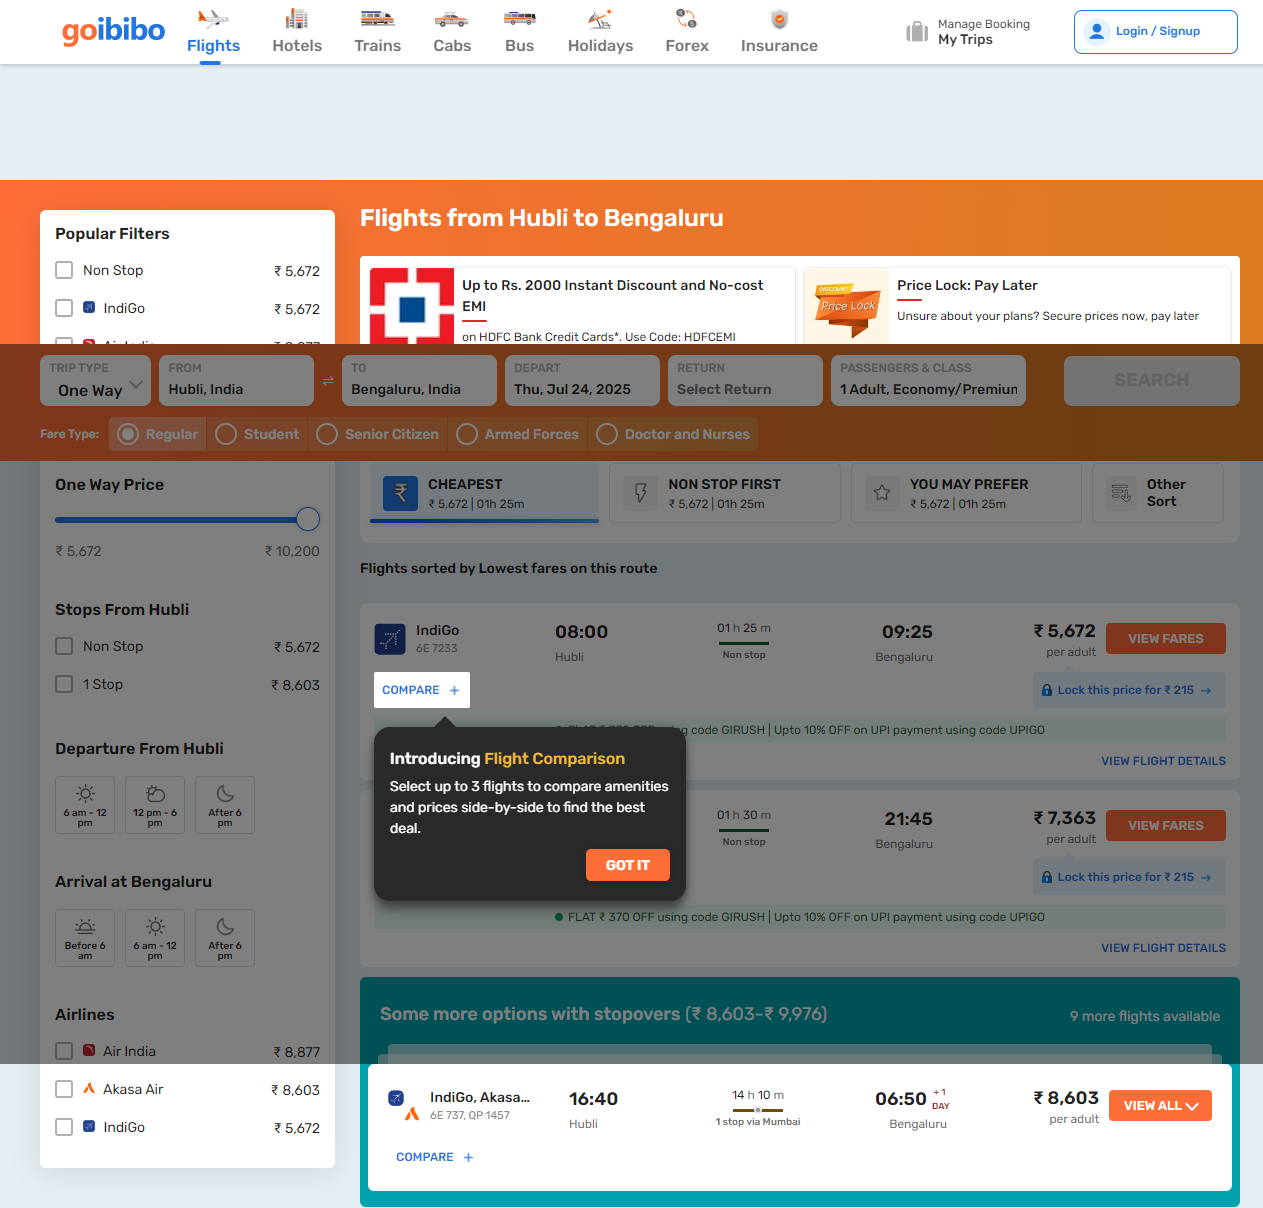 goibibo
Flights
Hotels
Trains
Cabs
Bus
Holidays
Forex
Insurance
Manage Booking
My Trips
Login / Signup
Popular Filters
Non Stop ₹ 5,672
IndiGo ₹ 5,672
Flights from Hubli to Bengaluru
Up to Rs. 2000 Instant Discount and No-cost
EMI
on HDFC Bank Credit Cards*. Use Code: HDFCEMI
DISCOUNT
Price Lock
Price Lock: Pay Later
Unsure about your plans? Secure prices now, pay later
TRIP TYPE
One Way
FROM
Hubli, India
TO
Bengaluru, India
DEPART
Thu, Jul 24, 2025
RETURN
Select Return
PASSENGERS & CLASS
1 Adult, Economy/Premiun
SEARCH
Fare Type:
Regular
Student
Senior Citizen
Armed Forces
Doctor and Nurses
One Way Price
₹ 5,672 ₹ 10,200
Stops From Hubli
Non Stop ₹ 5,672
1 Stop ₹ 8,603
Departure From Hubli
6 am - 12
pm
12 pm - 6
pm
After 6
pm
Arrival at Bengaluru
Before 6
am
6 am - 12
pm
After 6
pm
Airlines
Air India ₹ 8,877
Akasa Air ₹ 8,603
IndiGo ₹ 5,672
CHEAPEST
₹ 5,672 | 01h 25m
NON STOP FIRST
₹ 5,672 | 01h 25m
YOU MAY PREFER
₹ 5,672 | 01h 25m
Other
Sort
Flights sorted by Lowest fares on this route
IndiGo
6E 7233
08:00
Hubli
01 h 25 m
Non stop
09:25
Bengaluru
₹ 5,672
per adult
VIEW FARES
COMPARE +
Lock this price for ₹ 215 →
using code GIRUSH | Upto 10% OFF on UPI payment using code UPIGO
VIEW FLIGHT DETAILS
Introducing Flight Comparison
Select up to 3 flights to compare amenities
and prices side-by-side to find the best
deal.
GOT IT
01 h 30 m
Non stop
21:45
Bengaluru
₹ 7,363
per adult
VIEW FARES
Lock this price for ₹ 215 →
FLAT ₹ 370 OFF using code GIRUSH | Upto 10% OFF on UPI payment using code UPIGO
VIEW FLIGHT DETAILS
Some more options with stopovers (₹ 8,603-₹ 9,976)
9 more flights available
IndiGo, Akasa...
6E 737, QP 1457
16:40
Hubli
14 h 10 m
1 stop via Mumbai
06:50 +1
DAY
Bengaluru
₹ 8,603
per adult
VIEW ALL
COMPARE +